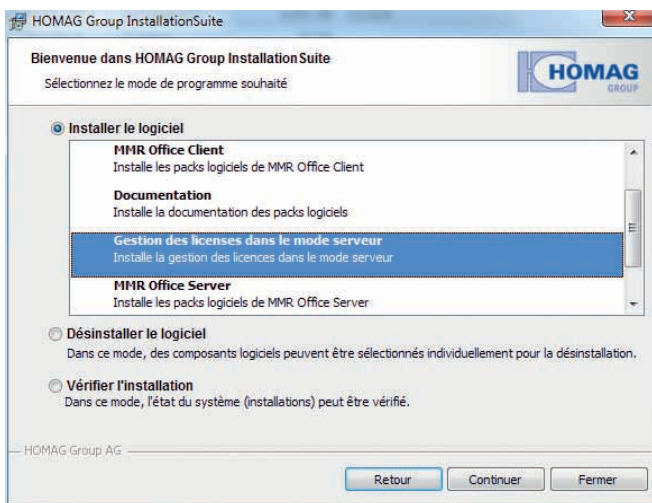 HOMAG Group InstallationSuite
Bienvenue dans HOMAG Group InstallationSuite
Sélectionnez le mode de programme souhaité
HOMAG
GROUP
Installer le logiciel
MMR Office Client
Installe les packs logiciels de MMR Office Client
Documentation
Installe la documentation des packs logiciels
Gestion des licenses dans le mode serveur
Installe la gestion des licences dans le mode serveur
MMR Office Server
Installe les packs logiciels de MMR Office Server
Désinstaller le logiciel
Dans ce mode, des composants logiciels peuvent être sélectionnés individuellement pour la désinstallation.
Vérifier l'installation
Dans ce mode, l'état du système (installations) peut être vérifié.
HOMAG Group AG
Retour
Continuer
Fermer